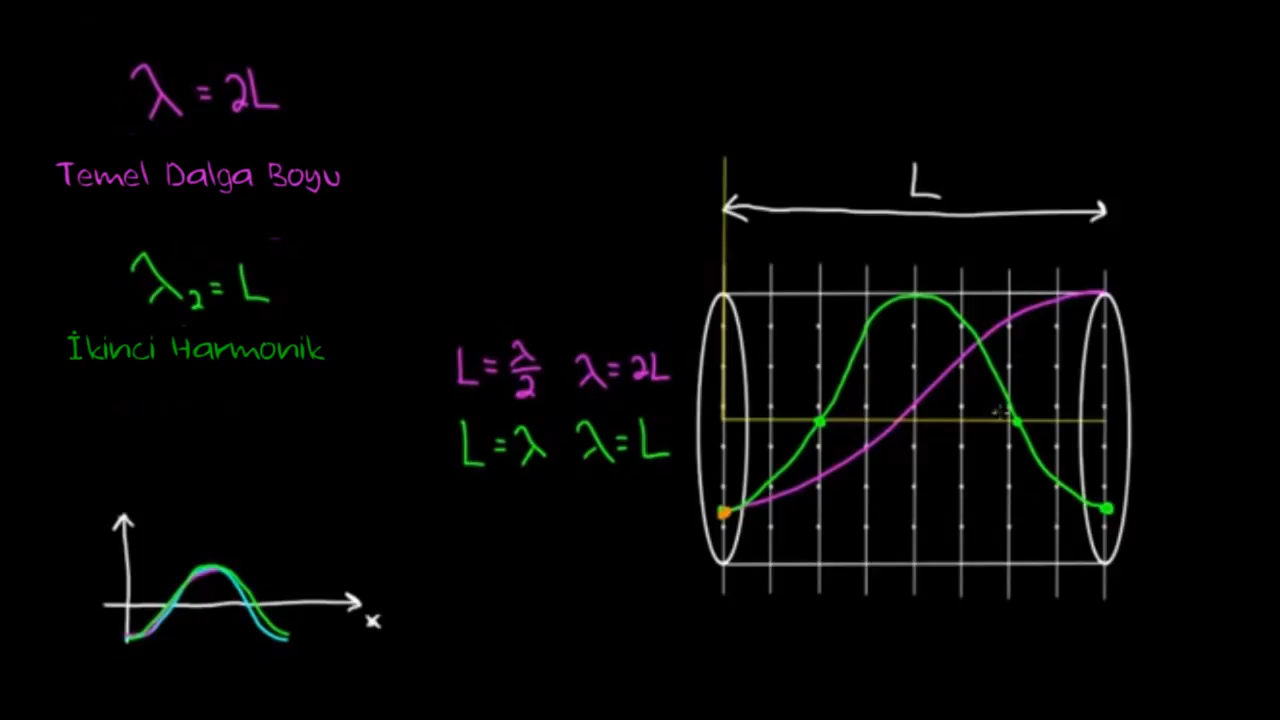 λ = 2L
Temel Dalga Boyu
λ₂ = L
İkinci Harmonik
L = λ/2 λ = 2L
L = λ λ = L
L
x